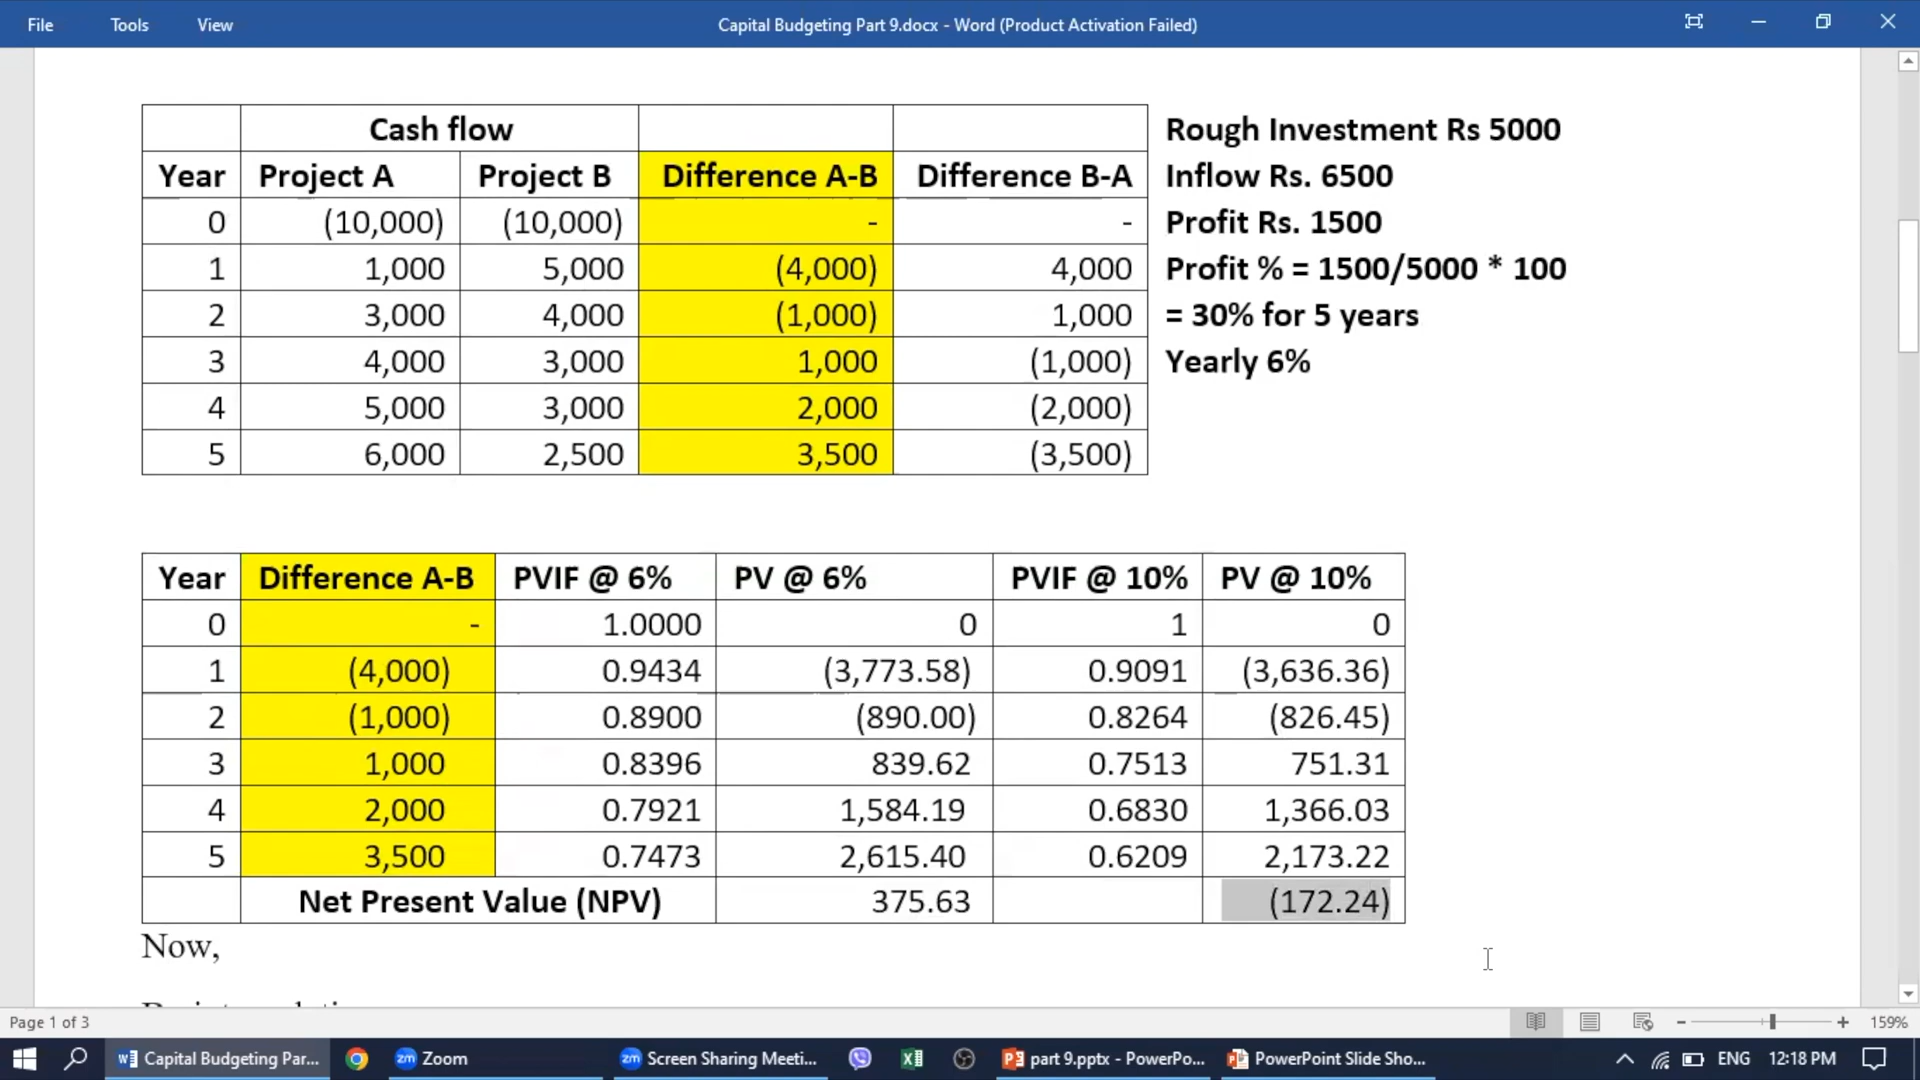 File Tools View Capital Budgeting Part 9.docx - Word (Product Activation Failed)
Cash flow
Year Project A Project B Difference A-B Difference B-A
0 (10,000) (10,000) - -
1 1,000 5,000 (4,000) 4,000
2 3,000 4,000 (1,000) 1,000
3 4,000 3,000 1,000 (1,000)
4 5,000 3,000 2,000 (2,000)
5 6,000 2,500 3,500 (3,500)
Rough Investment Rs 5000
Inflow Rs. 6500
Profit Rs. 1500
Profit % = 1500/5000 * 100
= 30% for 5 years
Yearly 6%
Year Difference A-B PVIF @ 6% PV @ 6% PVIF @ 10% PV @ 10%
0 - 1.0000 0 1 0
1 (4,000) 0.9434 (3,773.58) 0.9091 (3,636.36)
2 (1,000) 0.8900 (890.00) 0.8264 (826.45)
3 1,000 0.8396 839.62 0.7513 751.31
4 2,000 0.7921 1,584.19 0.6830 1,366.03
5 3,500 0.7473 2,615.40 0.6209 2,173.22
Net Present Value (NPV) 375.63 (172.24)
Now,
Page 1 of 3 159%
Capital Budgeting Par... Zoom Screen Sharing Meeti... part 9.pptx - PowerPo... PowerPoint Slide Sho... ENG 12:18 PM